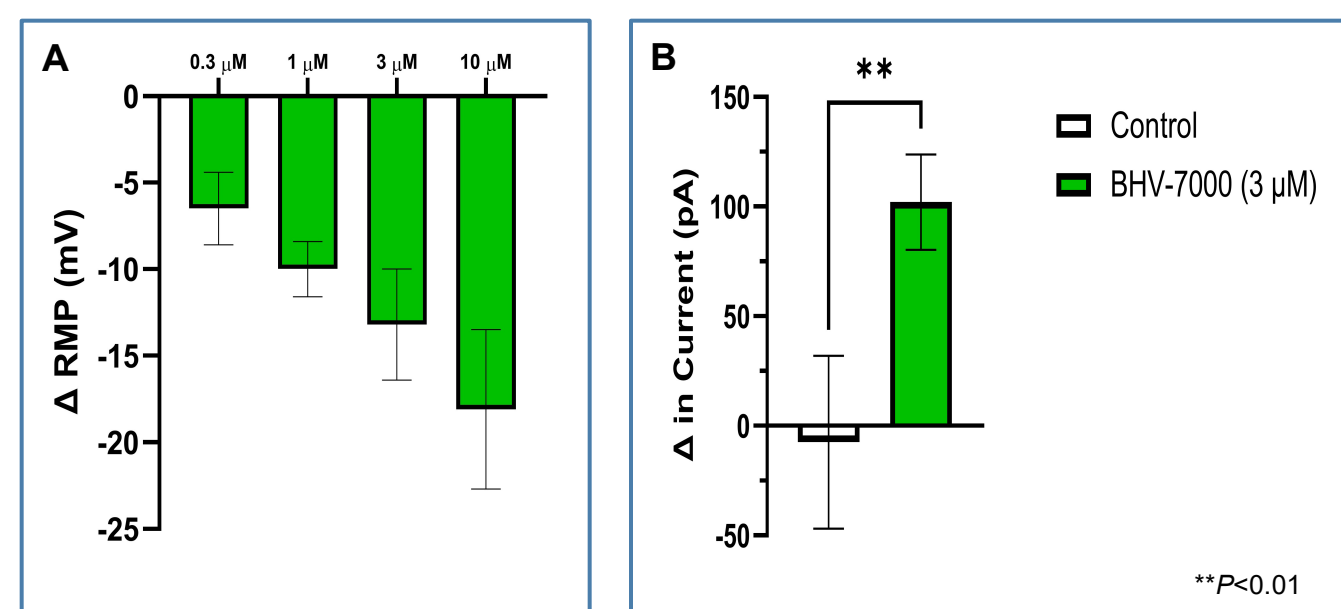 A
0.3 μM 1 μM 3 μM 10 μM
0
-5
-10
-15
-20
-25
Δ RMP (mV)
B
**
150
100
50
0
-50
Δ in Current (pA)
Control
BHV-7000 (3 μM)
**P<0.01